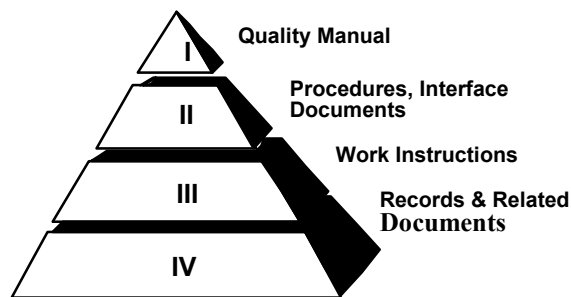 I
Quality Manual
II
Procedures, Interface
Documents
Work Instructions
III
Records & Related
Documents
IV